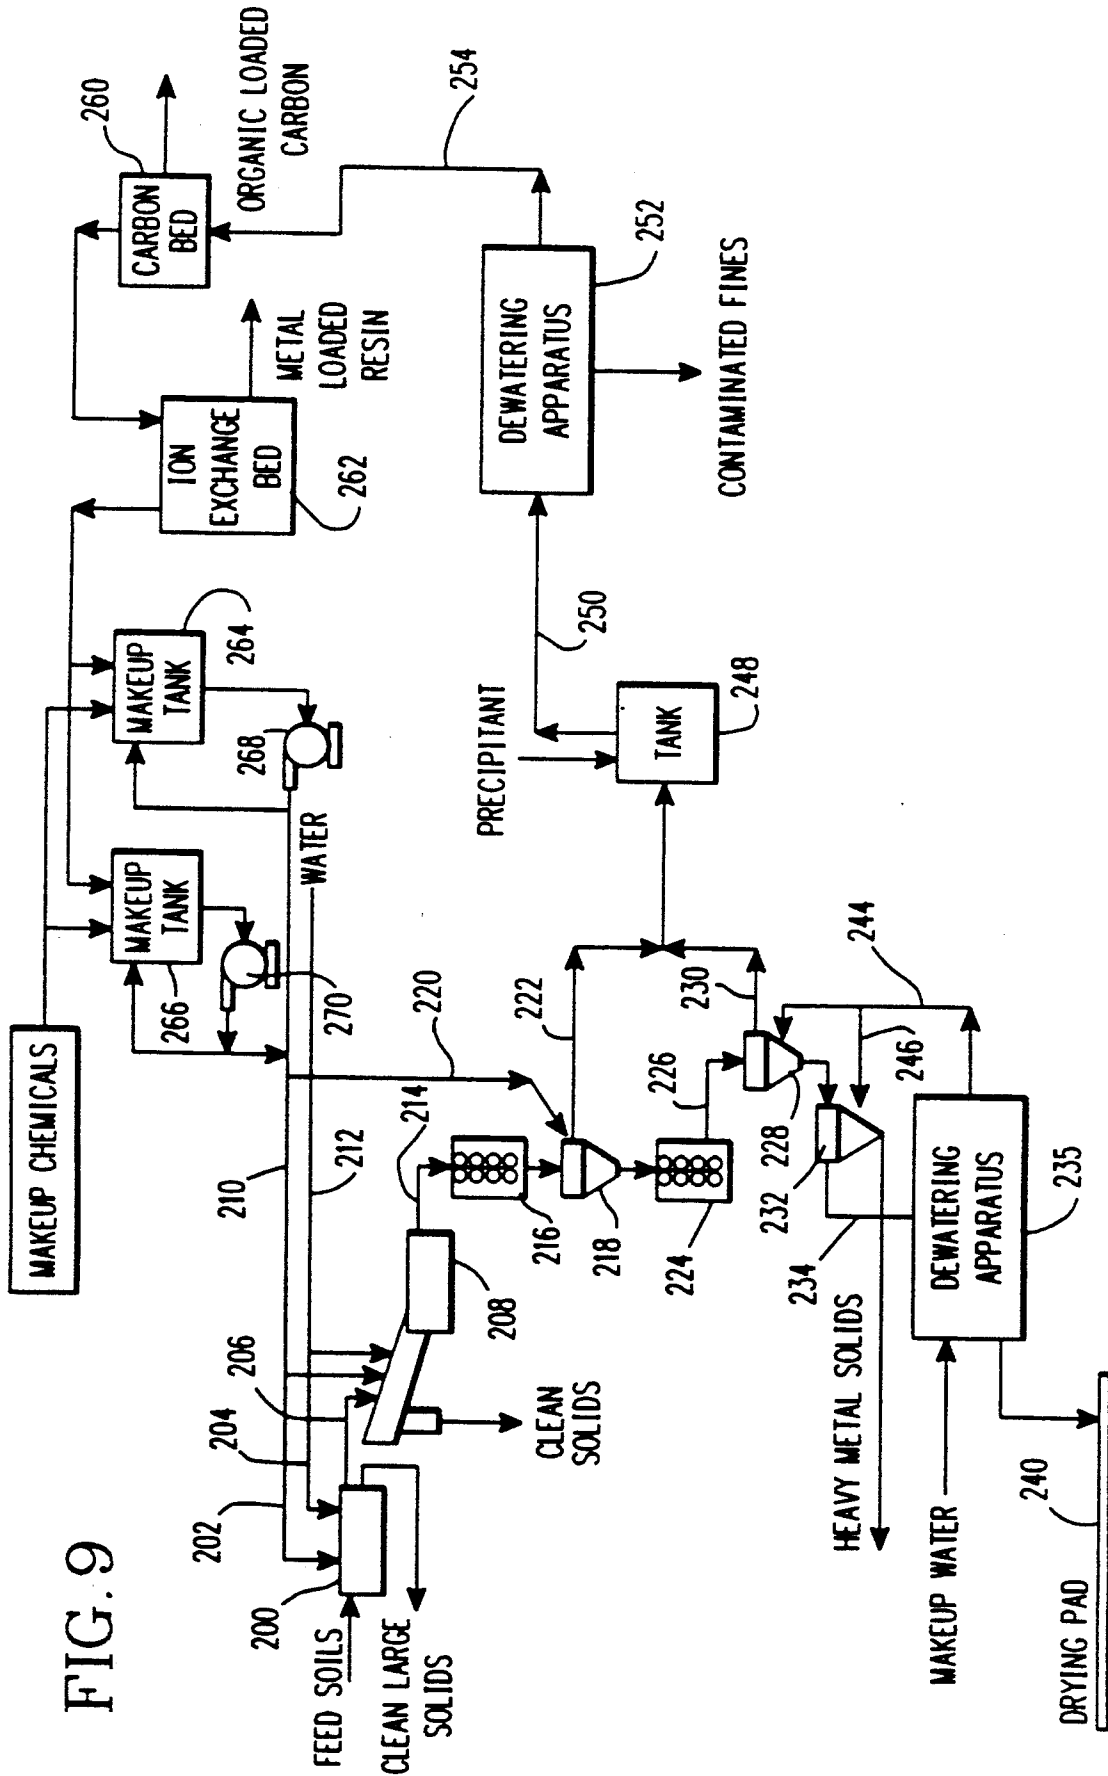 FIG. 9
MAKEUP CHEMICALS
MAKEUP
TANK
266
270
MAKEUP
TANK
264
268
ION
EXCHANGE
BED
262
METAL
LOADED
RESIN
CARBON
BED
260
ORGANIC LOADED
CARBON
254
202
204
206
210
212
WATER
200
FEED SOILS
CLEAN LARGE
SOLIDS
208
CLEAN
SOLIDS
214
216
218
220
222
224
226
228
230
232
234
HEAVY METAL SOLIDS
PRECIPITANT
TANK
248
250
DEWATERING
APPARATUS
252
CONTAMINATED FINES
244
246
DEWATERING
APPARATUS
235
MAKEUP WATER
DRYING PAD
240